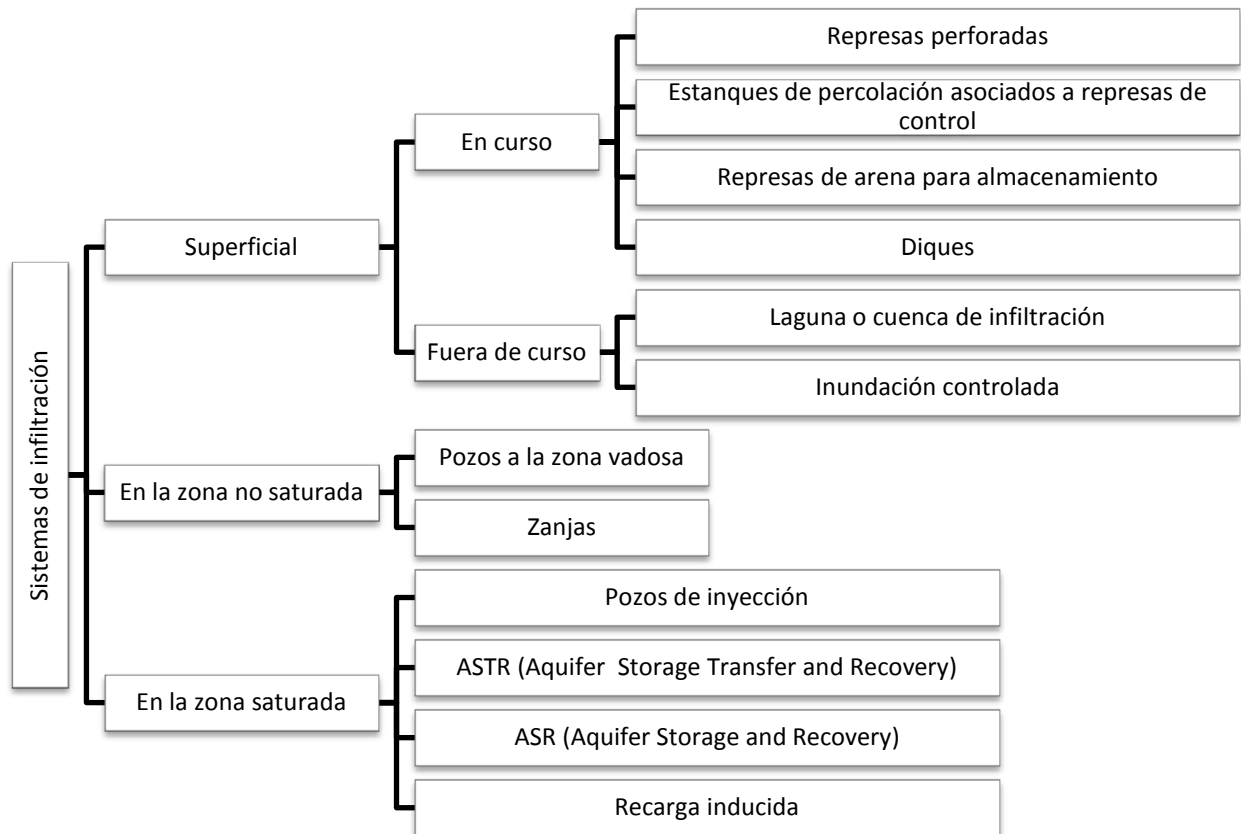 Sistemas de infiltración
Superficial
En curso
Represas perforadas
Estanques de percolación asociados a represas de
control
Represas de arena para almacenamiento
Diques
Fuera de curso
Laguna o cuenca de infiltración
Inundación controlada
En la zona no saturada
Pozos a la zona vadosa
Zanjas
En la zona saturada
Pozos de inyección
ASTR (Aquifer Storage Transfer and Recovery)
ASR (Aquifer Storage and Recovery)
Recarga inducida